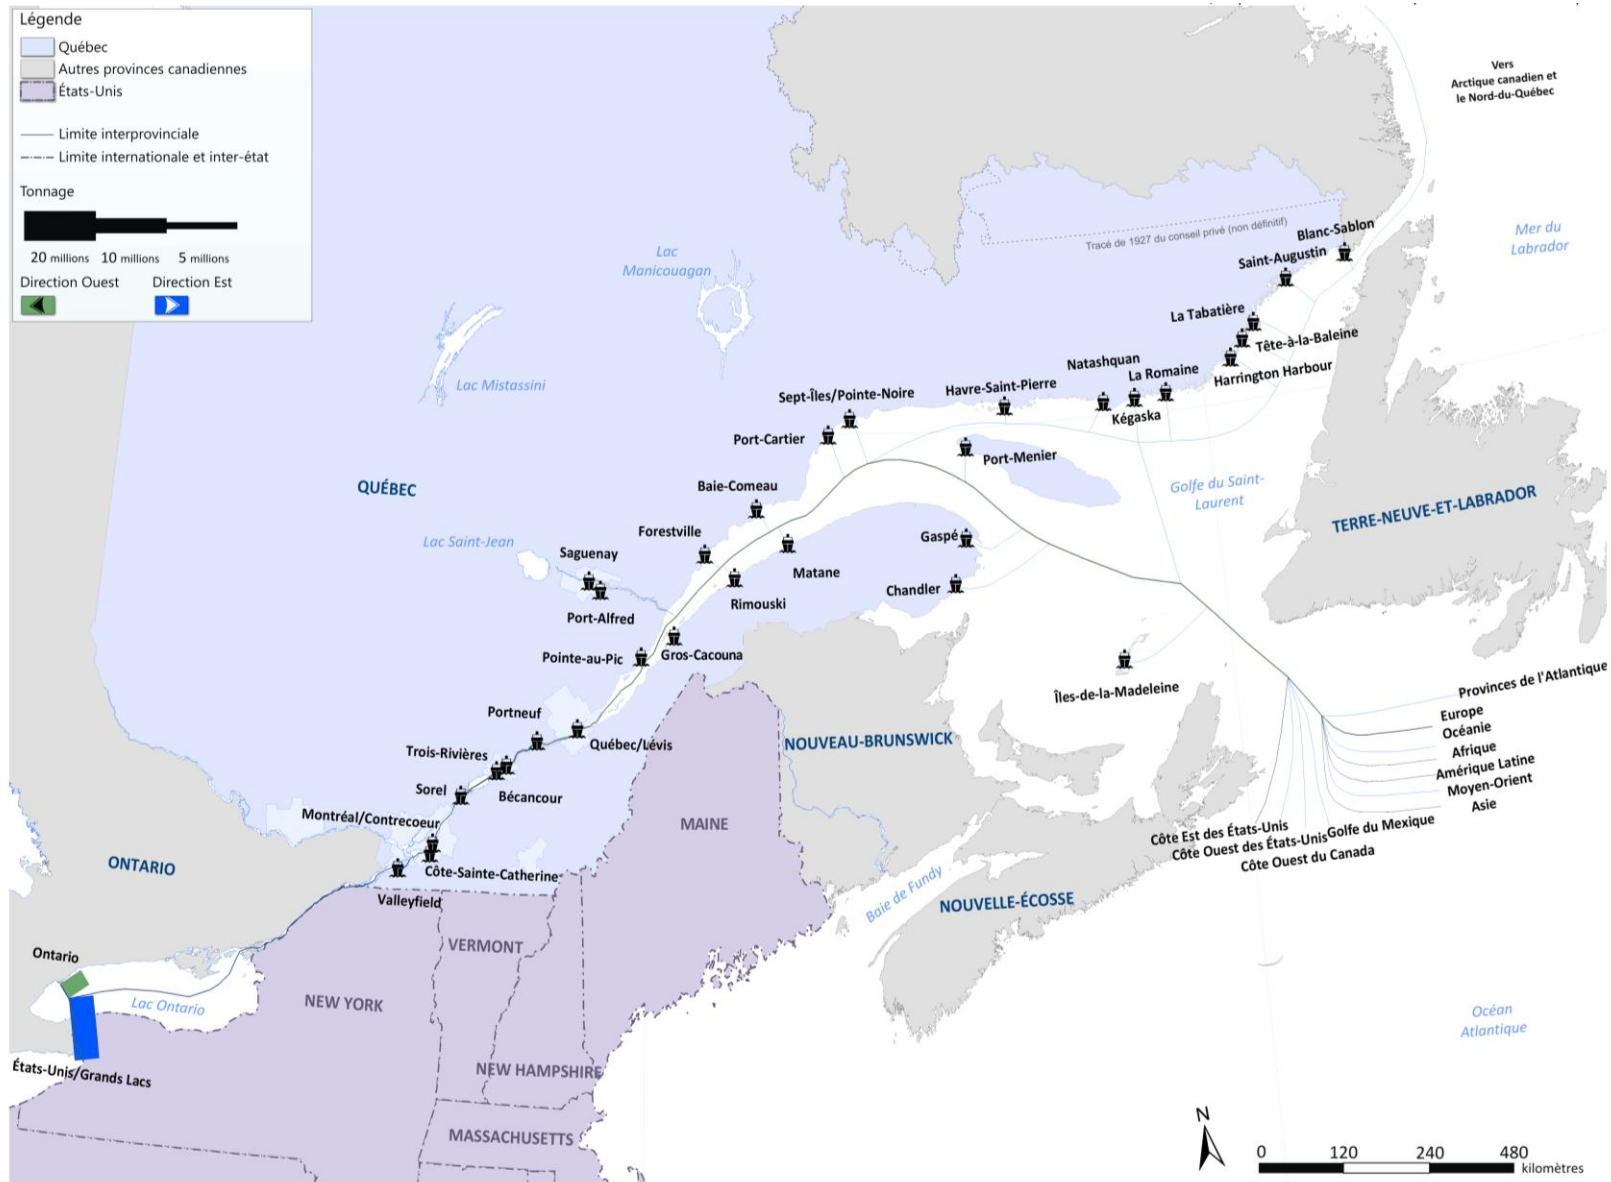 Légende
Québec
Autres provinces canadiennes
États-Unis
Limite interprovinciale
Limite internationale et inter-état
Tonnage
20 millions 10 millions 5 millions
Direction Ouest Direction Est
Vers
Arctique canadien et
le Nord-du-Québec
Mer du
Labrador
Tracé de 1927 du conseil privé (non définitif)
Blanc-Sablon
Saint-Augustin
Lac
Manicouagan
La Tabatière
Tête-à-la-Baleine
Harrington Harbour
Natashquan
La Romaine
Kégaska
Havre-Saint-Pierre
Sept-Îles/Pointe-Noire
Port-Cartier
Port-Menier
Lac Mistassini
QUÉBEC
Golfe du Saint-
Laurent
TERRE-NEUVE-ET-LABRADOR
Baie-Comeau
Forestville
Lac Saint-Jean
Saguenay
Port-Alfred
Matane
Rimouski
Gaspé
Chandler
Pointe-au-Pic
Gros-Cacouna
Îles-de-la-Madeleine
Portneuf
Québec/Lévis
Trois-Rivières
Bécancour
Sorel
Montréal/Contrecoeur
Côte-Sainte-Catherine
Valleyfield
NOUVEAU-BRUNSWICK
MAINE
ONTARIO
Provinces de l'Atlantique
Europe
Océanie
Afrique
Amérique Latine
Moyen-Orient
Asie
Côte Est des États-Unis
Côte Ouest des États-Unis
Golfe du Mexique
Côte Ouest du Canada
Baie de Fundy
NOUVELLE-ÉCOSSE
VERMONT
NEW YORK
NEW HAMPSHIRE
MASSACHUSETTS
Ontario
Lac Ontario
États-Unis/Grands Lacs
Océan
Atlantique
N
0 120 240 480
kilomètres